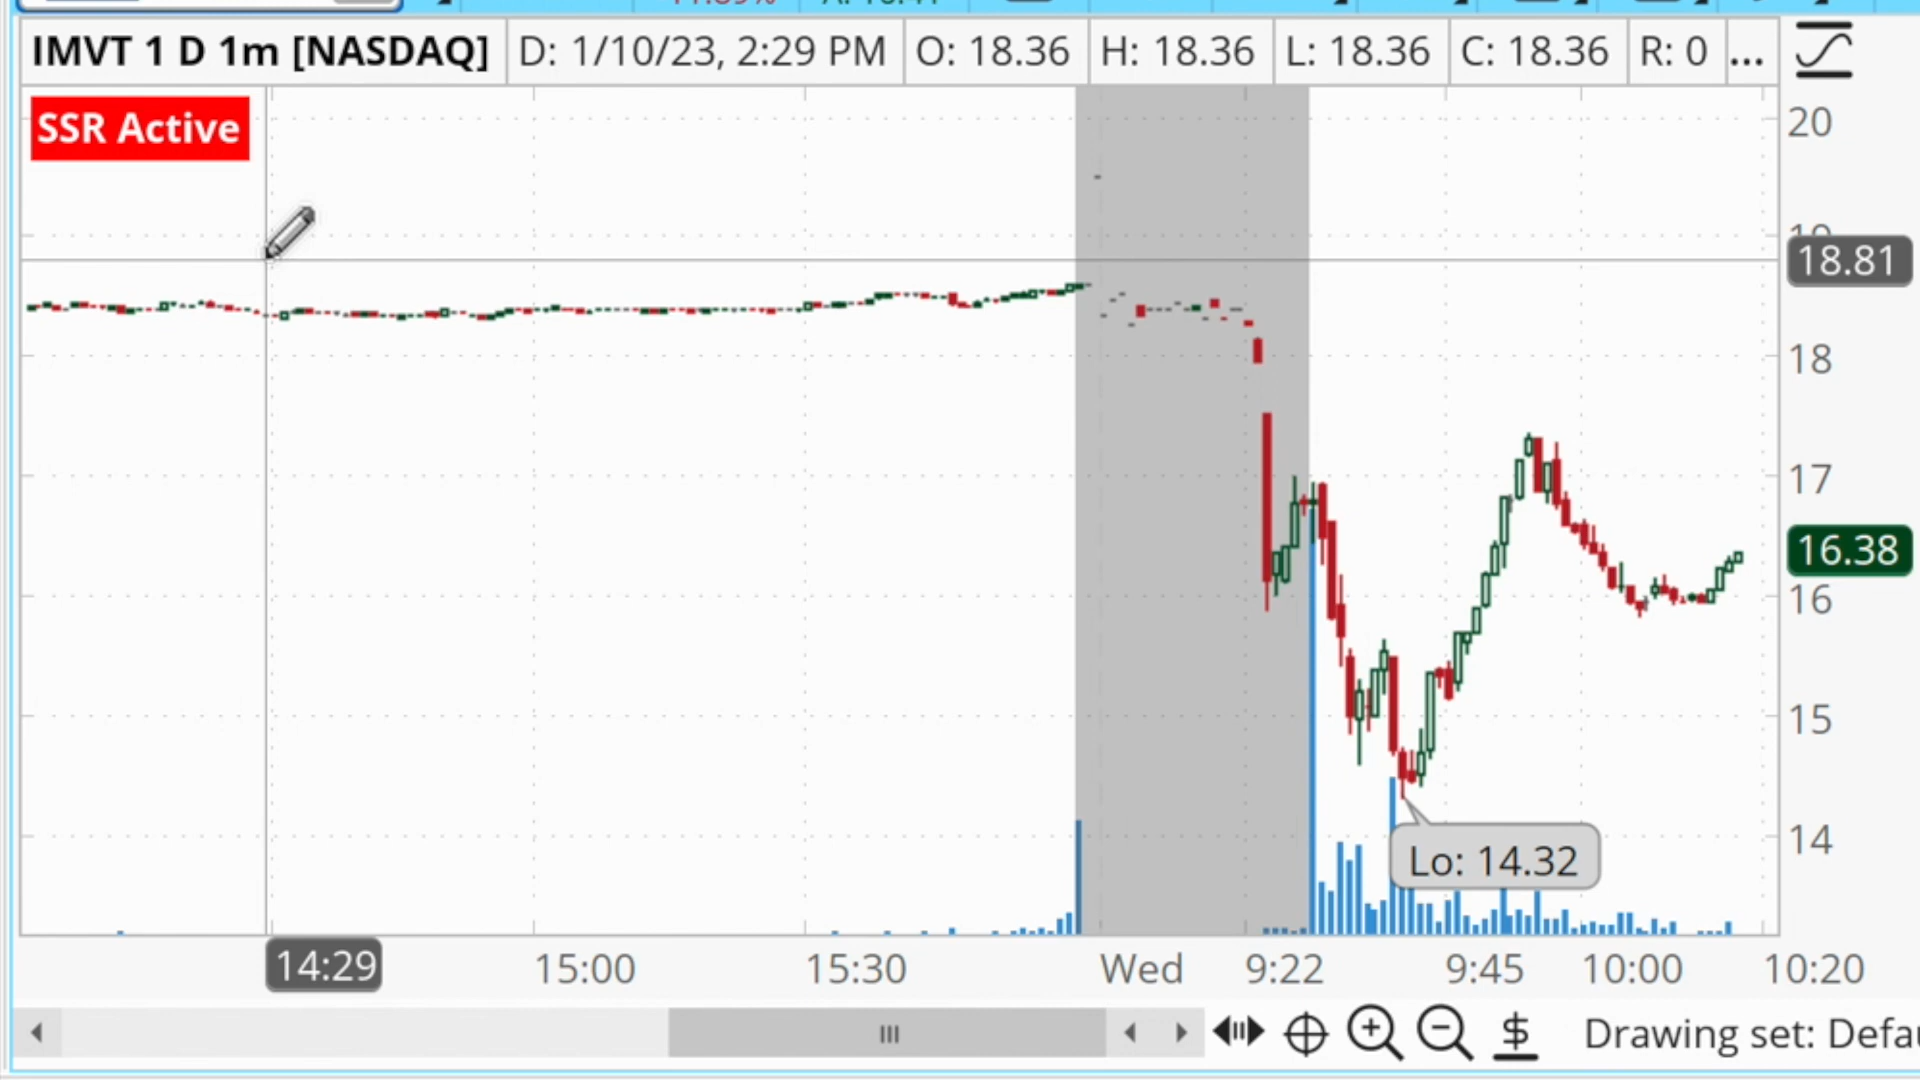 IMVT 1 D 1m [NASDAQ] D: 1/10/23, 2:29 PM O: 18.36 H: 18.36 L: 18.36 C: 18.36 R: 0 ...
SSR Active
20
18.81
18
17
16.38
16
15
14
Lo: 14.32
14:29 15:00 15:30 Wed 9:22 9:45 10:00 10:20
$ Drawing set: Defau